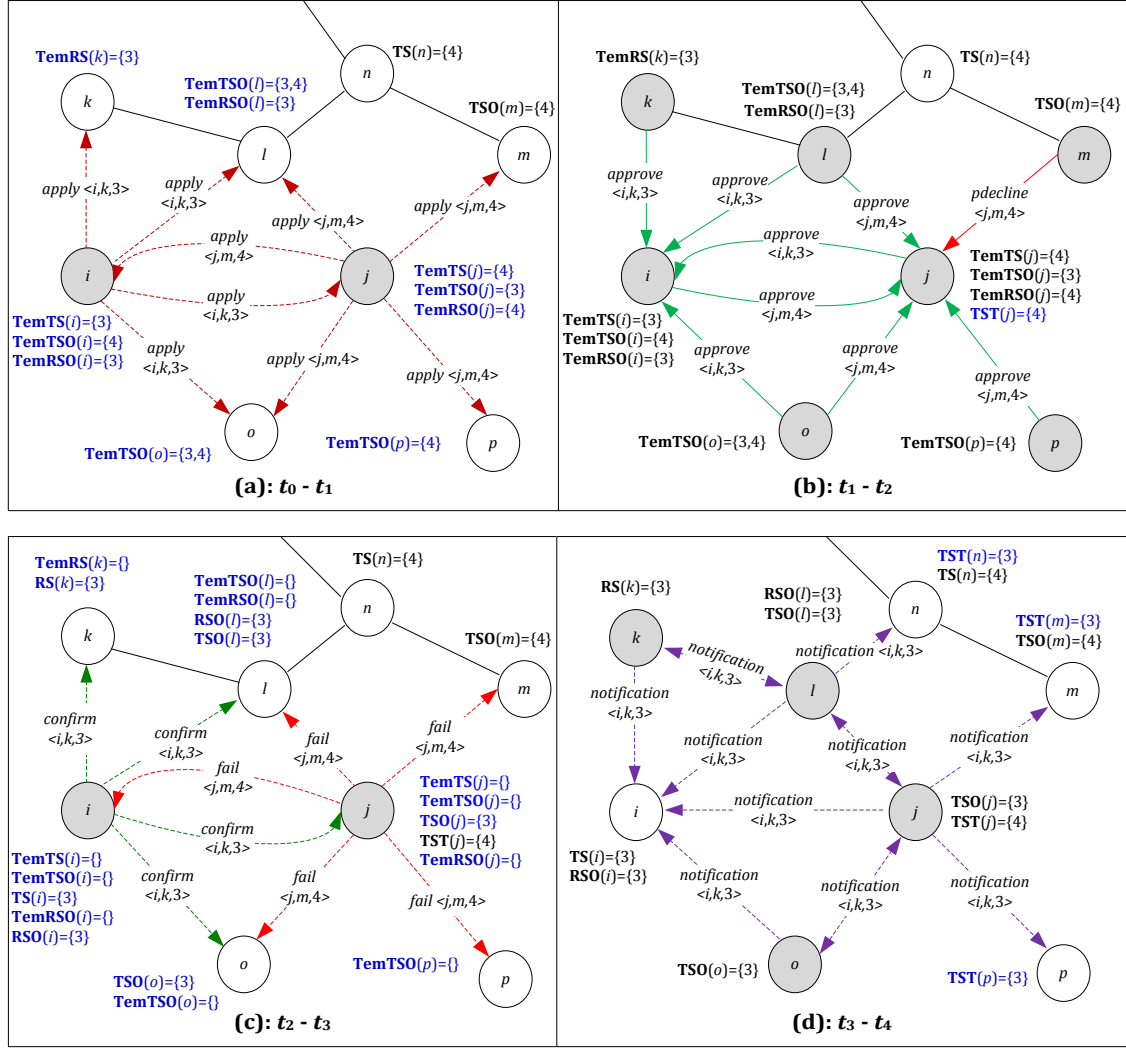 TemRS(k)={3}
TS(n)={4}
n
k
TemTSO(l)={3,4}
TemRSO(l)={3}
TSO(m)={4}
l
m
apply <i,k,3>
apply
<i,k,3>
apply <j,m,4>
apply <j,m,4>
apply
<j,m,4>
i
j
apply
<i,k,3>
TemTS(j)={4}
TemTSO(j)={3}
TemRSO(j)={4}
TemTS(i)={3}
TemTSO(i)={4}
TemRSO(i)={3}
apply
<i,k,3>
apply <j,m,4>
apply <j,m,4>
o
p
TemTSO(o)={3,4}
TemTSO(p)={4}
(a): t0 - t1
TemRS(k)={3}
TS(n)={4}
n
k
TemTSO(l)={3,4}
TemRSO(l)={3}
TSO(m)={4}
l
m
approve
<i,k,3>
approve
<i,k,3>
approve
<j,m,4>
pdecline
<j,m,4>
approve
<i,k,3>
i
j
approve
<j,m,4>
TemTS(j)={4}
TemTSO(j)={3}
TemRSO(j)={4}
TST(j)={4}
TemTS(i)={3}
TemTSO(i)={4}
TemRSO(i)={3}
approve
<i,k,3>
approve
<j,m,4>
approve
<j,m,4>
o
p
TemTSO(o)={3,4}
TemTSO(p)={4}
(b): t1 - t2
TemRS(k)={}
RS(k)={3}
TS(n)={4}
n
k
TemTSO(l)={}
TemRSO(l)={}
RSO(l)={3}
TSO(l)={3}
TSO(m)={4}
l
m
confirm
<i,k,3>
confirm
<i,k,3>
fail
<j,m,4>
fail
<j,m,4>
fail
<j,m,4>
i
j
confirm
<i,k,3>
TemTS(j)={}
TemTSO(j)={}
TSO(j)={3}
TST(j)={4}
TemRSO(j)={}
TemTS(i)={}
TemTSO(i)={}
TS(i)={3}
TemRSO(i)={}
RSO(i)={3}
confirm
<i,k,3>
fail
<j,m,4>
fail <j,m,4>
o
p
TSO(o)={3}
TemTSO(o)={}
TemTSO(p)={}
(c): t2 - t3
TST(n)={3}
TS(n)={4}
n
RS(k)={3}
RSO(l)={3}
TSO(l)={3}
TST(m)={3}
TSO(m)={4}
k
l
m
notification
<i,k,3>
notification
<i,k,3>
notification
<i,k,3>
notification
<i,k,3>
notification
<i,k,3>
notification
<i,k,3>
i
j
notification
<i,k,3>
TSO(j)={3}
TST(j)={4}
TS(i)={3}
RSO(i)={3}
notification
<i,k,3>
notification
<i,k,3>
notification
<i,k,3>
o
p
TSO(o)={3}
TST(p)={3}
(d): t3 - t4